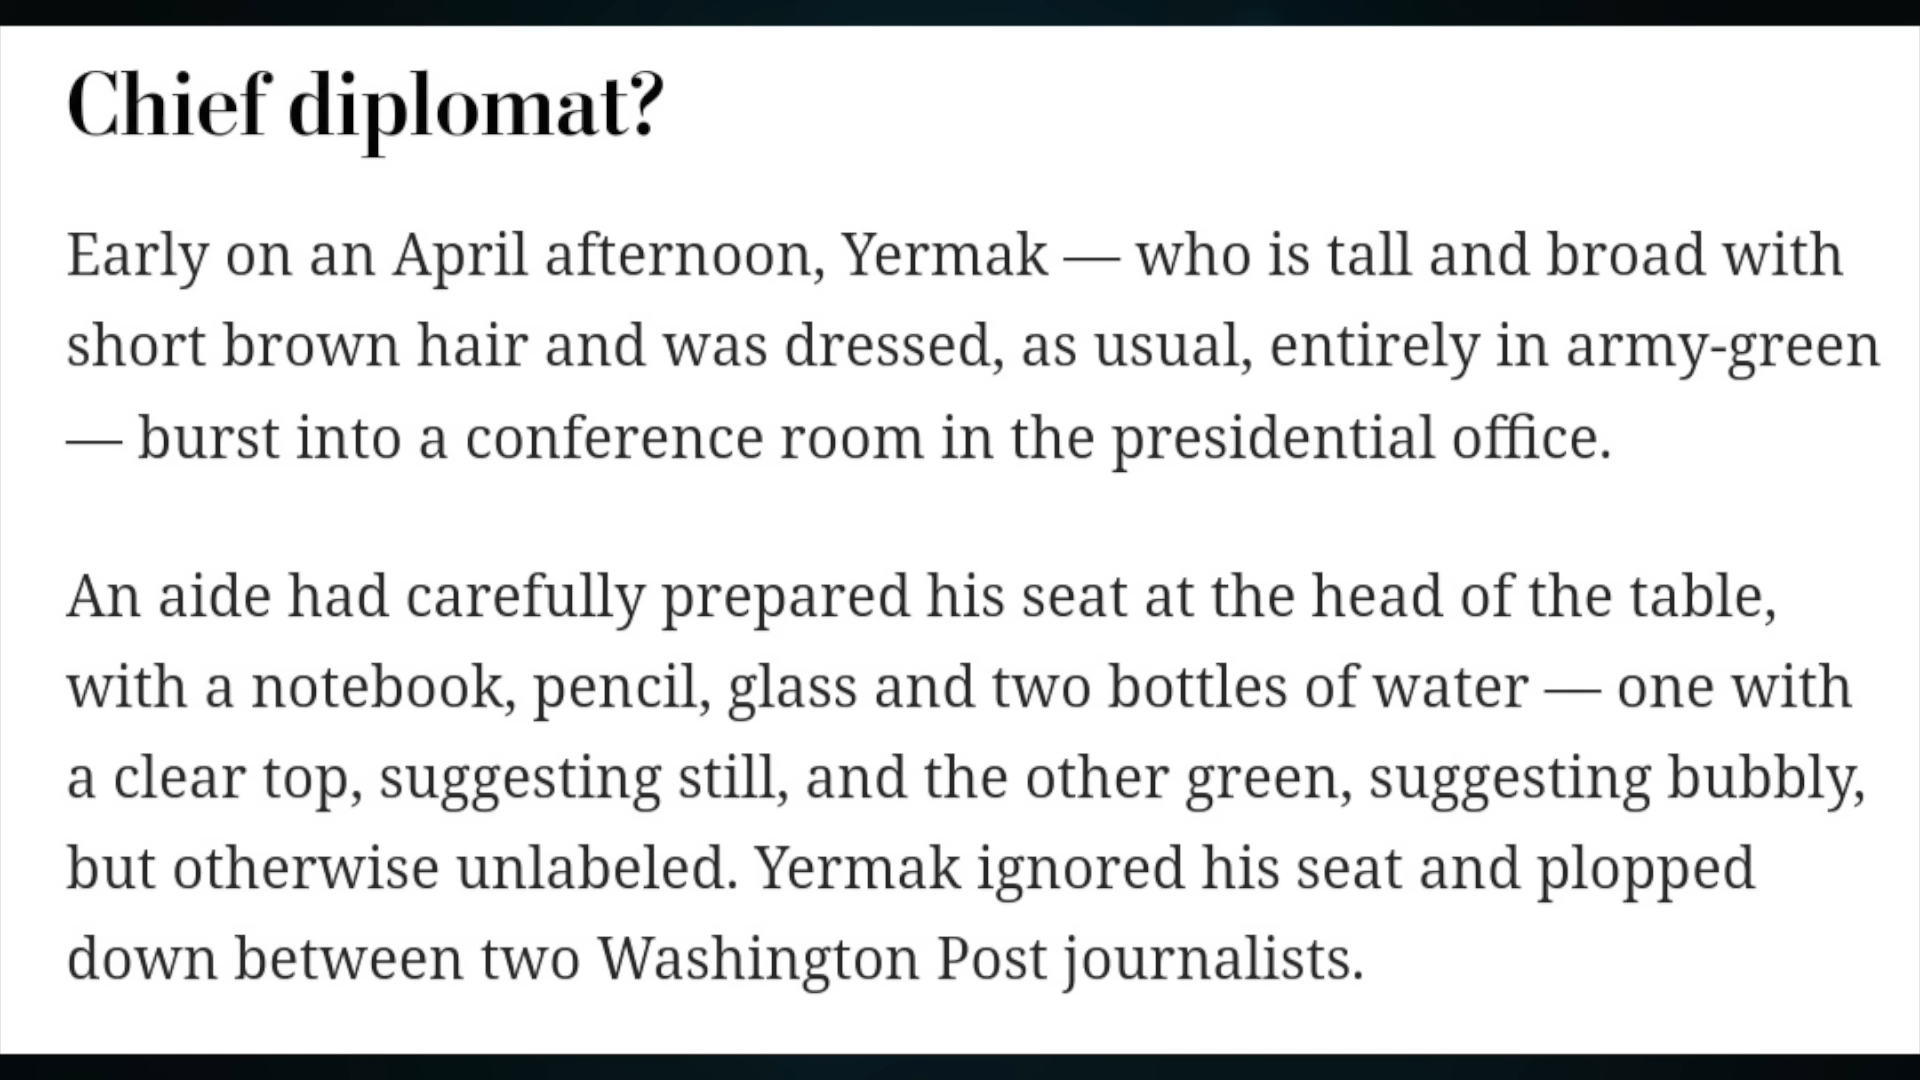 Chief diplomat?
Early on an April afternoon, Yermak — who is tall and broad with
short brown hair and was dressed, as usual, entirely in army-green
— burst into a conference room in the presidential office.
An aide had carefully prepared his seat at the head of the table,
with a notebook, pencil, glass and two bottles of water — one with
a clear top, suggesting still, and the other green, suggesting bubbly,
but otherwise unlabeled. Yermak ignored his seat and plopped
down between two Washington Post journalists.